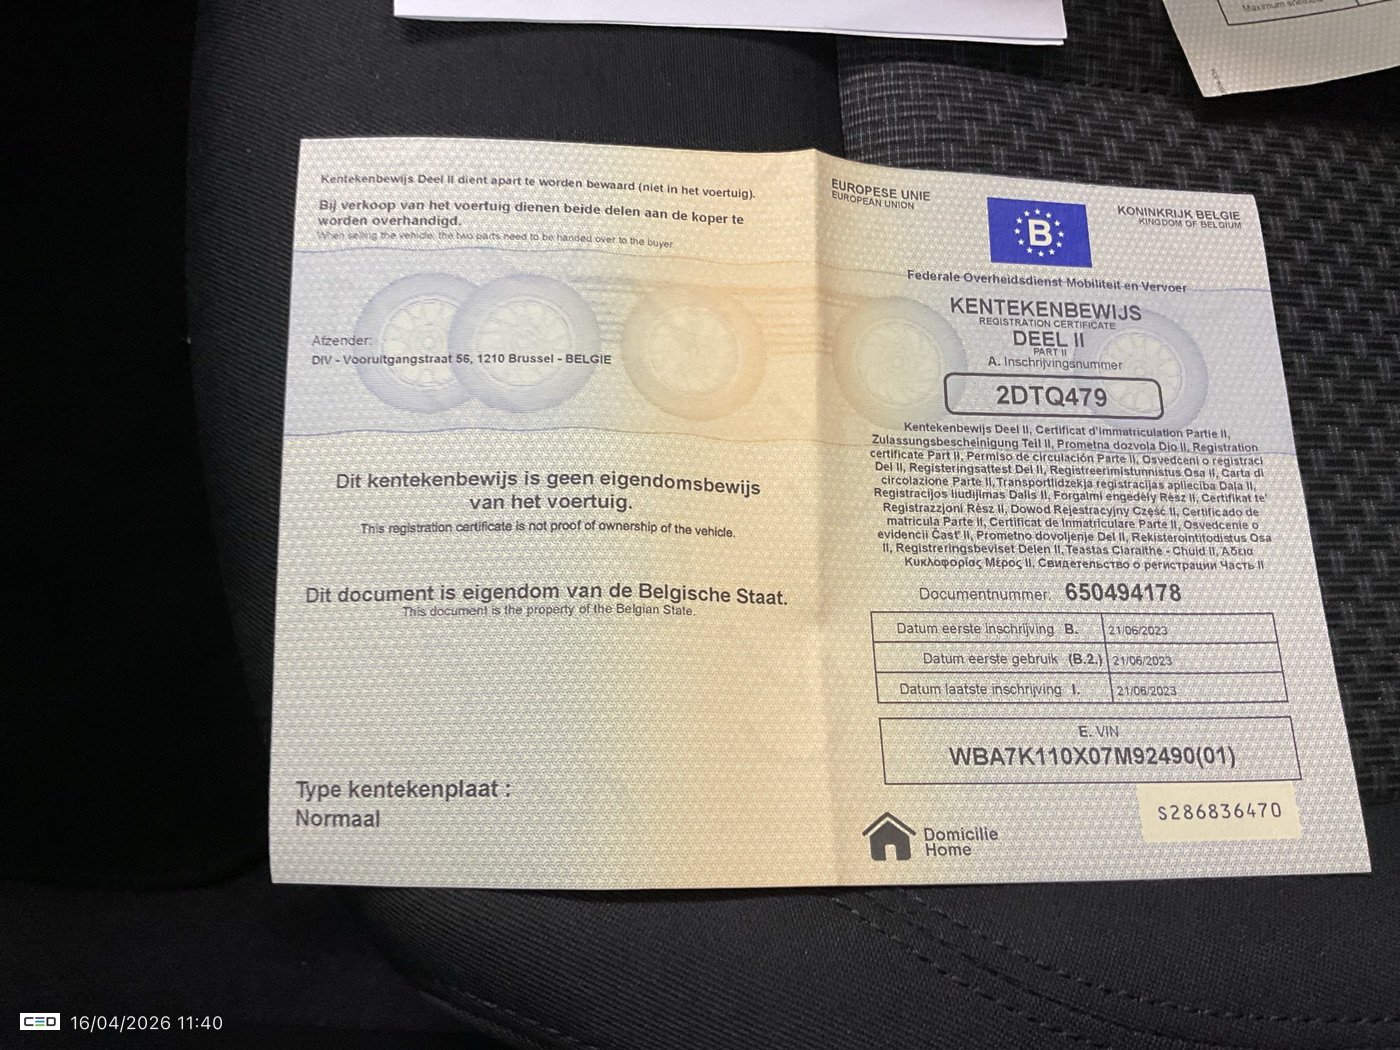 Maximum
Kentekenbewijs Deel II dient apart te worden bewaard (niet in het voertuig).
Bij verkoop van het voertuig dienen beide delen aan de koper te
worden overhandigd.
When selling the vehicle, the two parts need to be handed over to the buyer
Afzender:
DIV - Vooruitgangstraat 56, 1210 Brussel - BELGIE
Dit kentekenbewijs is geen eigendomsbewijs
van het voertuig.
This registration certificate is not proof of ownership of the vehicle.
Dit document is eigendom van de Belgische Staat.
This document is the property of the Belgian State.
Type kentekenplaat :
Normaal
EUROPESE UNIE
EUROPEAN UNION
B
KONINKRIJK BELGIE
KINGDOM OF BELGIUM
Federale Overheidsdienst Mobiliteit en Vervoer
KENTEKENBEWIJS
REGISTRATION CERTIFICATE
DEEL II
PART II
A. Inschrijvingsnummer
2DTQ479
Kentekenbewijs Deel II, Certificat d'immatriculation Partie II,
Zulassungsbescheinigung Teil II, Prometna dozvola Dio II, Registration
certificate Part II, Permiso de circulación Parte II, Osvedceni o registraci
Del II, Registeringsattest Del II, Registreerimistunnistus Osa II, Carta di
circolazione Parte II, Transportlidzekja registracijas aplieciba Dala II,
Registracijos liudijimas Dalis II, Forgalmi engedély Rész II, Certifikat te'
Registrazzjoni Rész II, Dowod Rejestracyjny Część II, Certificado de
matricula Parte II, Certificat de Inmatriculare Parte II, Osvedcenie o
evidencii Časť II, Prometno dovoljenje Del II, Rekisterointitodistus Osa
II, Registreringsbeviset Delen II, Teastas Claraithe - Chuid II, Άδεια
Κυκλοφορίας Μέρος II, Свидетельство о регистрации Часть II
Documentnummer. 650494178
Datum eerste inschrijving B. 21/06/2023
Datum eerste gebruik (B.2.) 21/06/2023
Datum laatste inschrijving I. 21/06/2023
E. VIN
WBA7K110X07M92490(01)
S286836470
Domicilie
Home
CED 16/04/2026 11:40